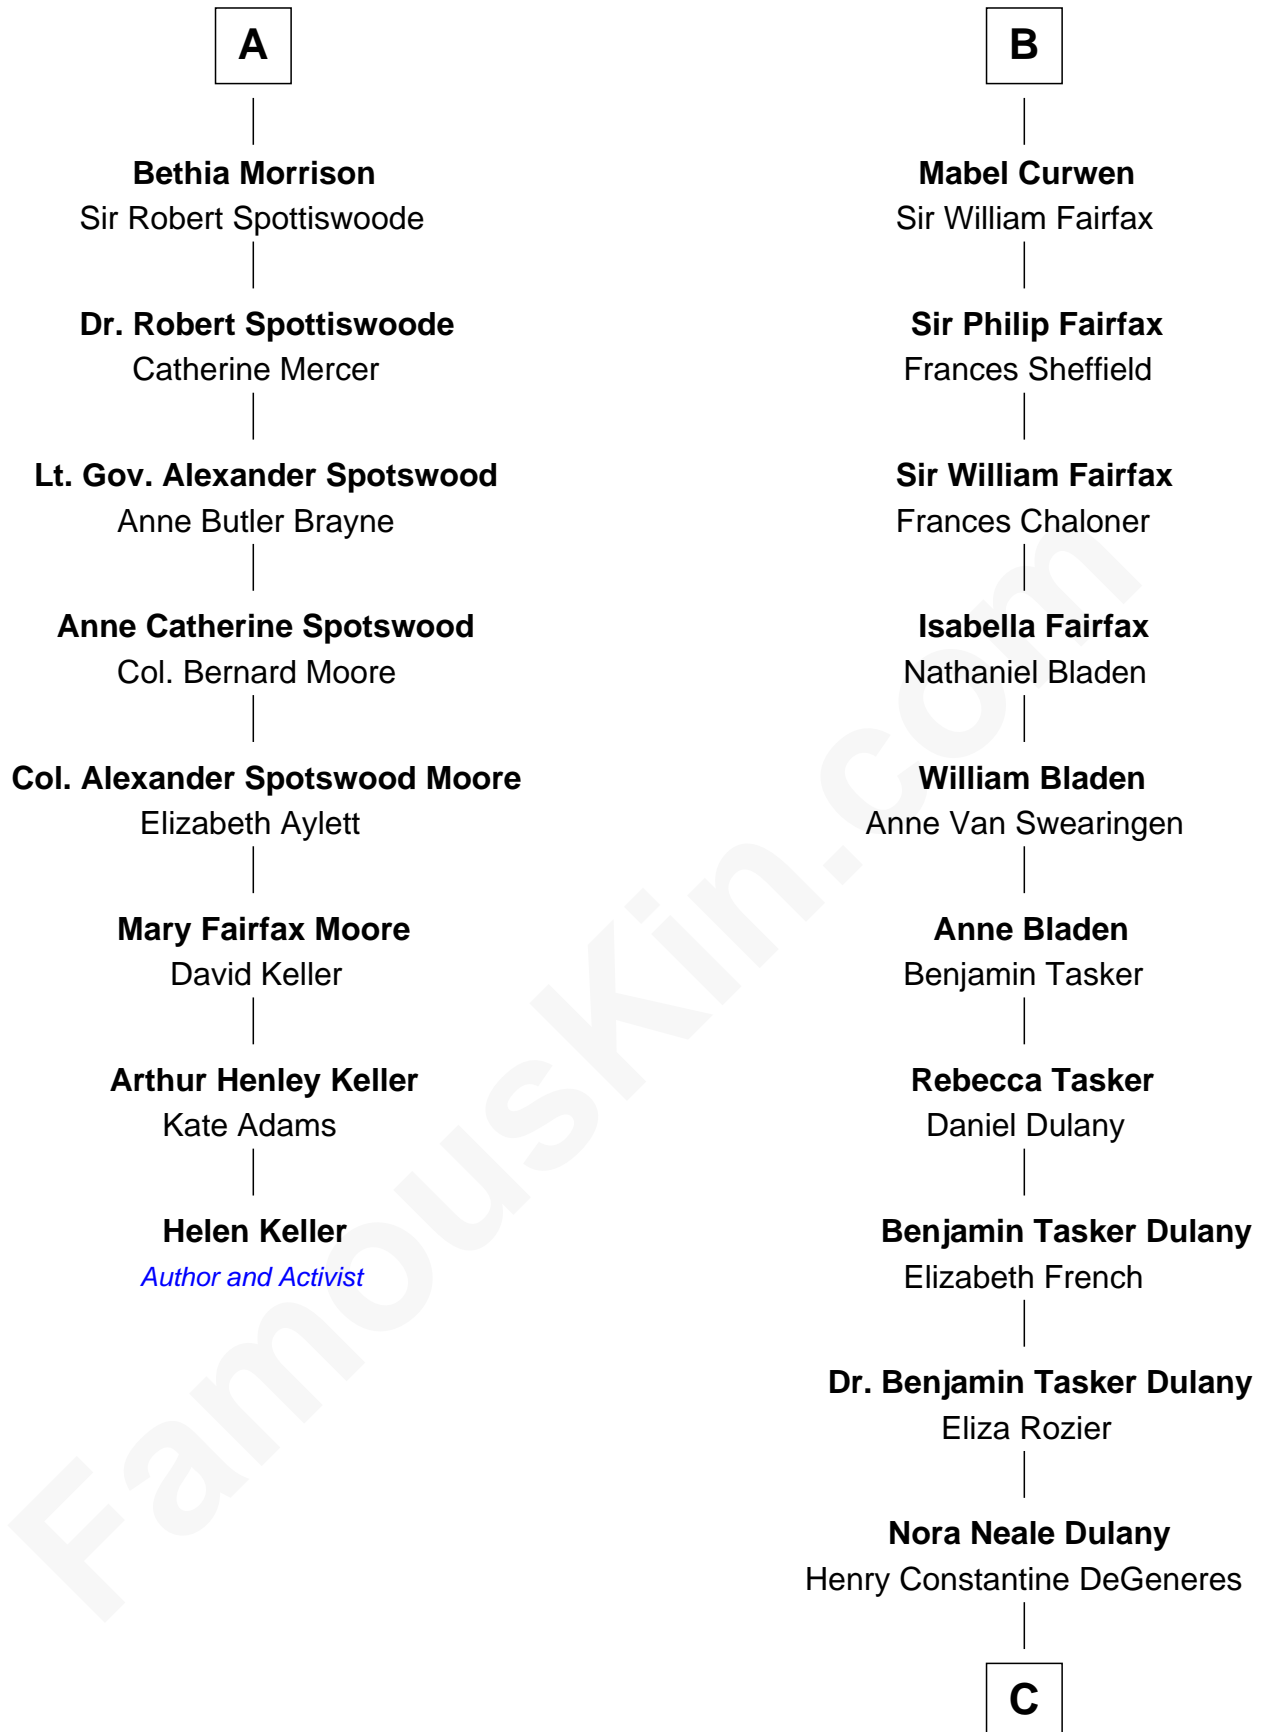 A
Bethia Morrison
Sir Robert Spottiswoode
Dr. Robert Spottiswoode
Catherine Mercer
Lt. Gov. Alexander Spotswood
Anne Butler Brayne
Anne Catherine Spotswood
Col. Bernard Moore
Col. Alexander Spotswood Moore
Elizabeth Aylett
Mary Fairfax Moore
David Keller
Arthur Henley Keller
Kate Adams
Helen Keller
Author and Activist
B
Mabel Curwen
Sir William Fairfax
Sir Philip Fairfax
Frances Sheffield
Sir William Fairfax
Frances Chaloner
Isabella Fairfax
Nathaniel Bladen
William Bladen
Anne Van Swearingen
Anne Bladen
Benjamin Tasker
Rebecca Tasker
Daniel Dulany
Benjamin Tasker Dulany
Elizabeth French
Dr. Benjamin Tasker Dulany
Eliza Rozier
Nora Neale Dulany
Henry Constantine DeGeneres
C
FamousKin.com